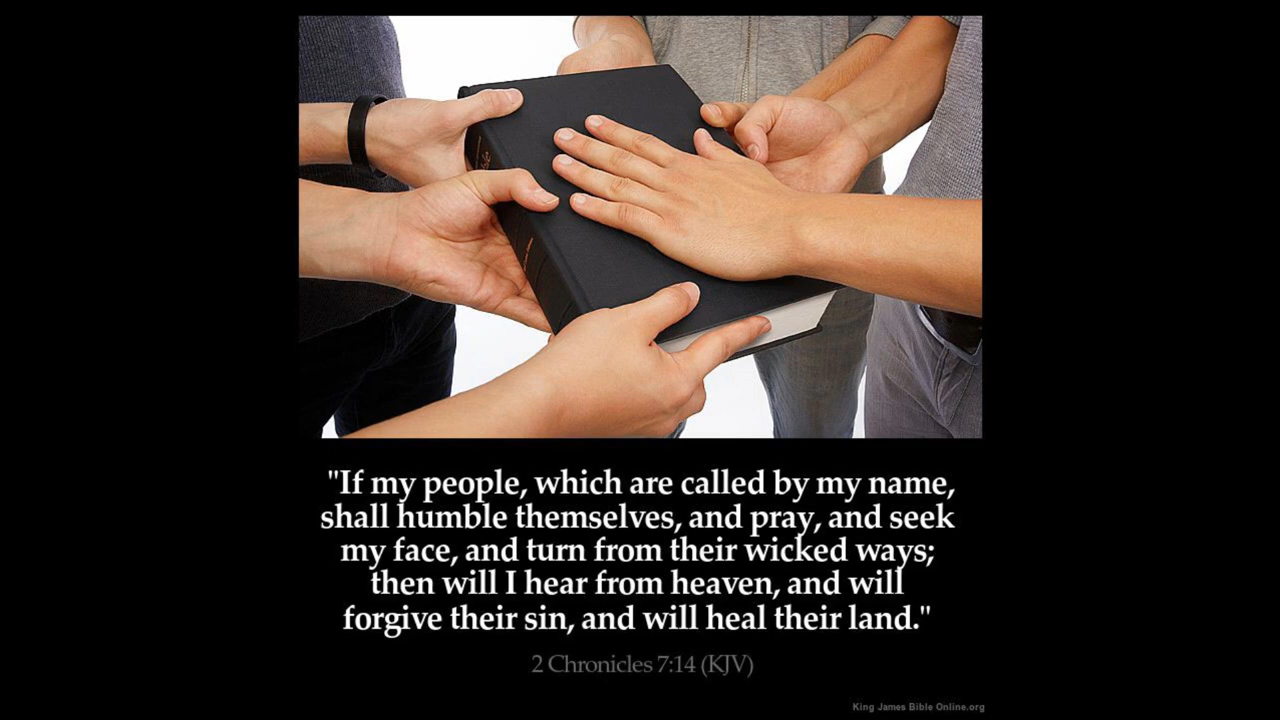 "If my people, which are called by my name,
shall humble themselves, and pray, and seek
my face, and turn from their wicked ways;
then will I hear from heaven, and will
forgive their sin, and will heal their land."
2 Chronicles 7:14 (KJV)
King James Bible Online.org